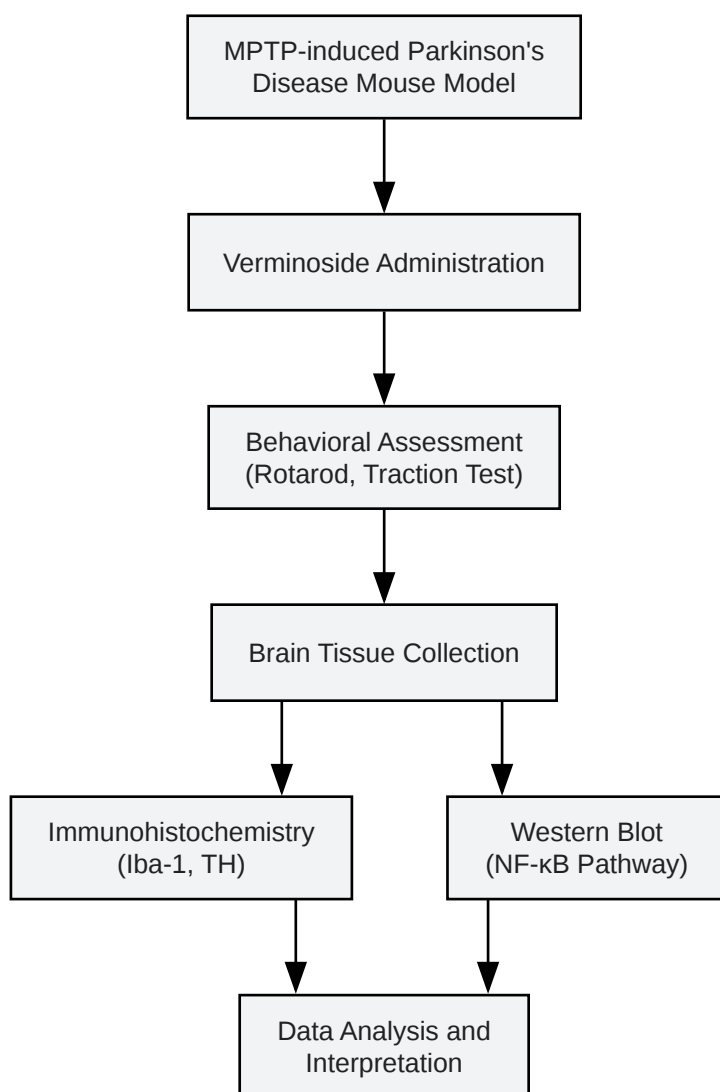 MPTP-induced Parkinson's
Disease Mouse Model
Verminoside Administration
Behavioral Assessment
(Rotarod, Traction Test)
Brain Tissue Collection
Immunohistochemistry
(Iba-1, TH)
Western Blot
(NF-κB Pathway)
Data Analysis and
Interpretation